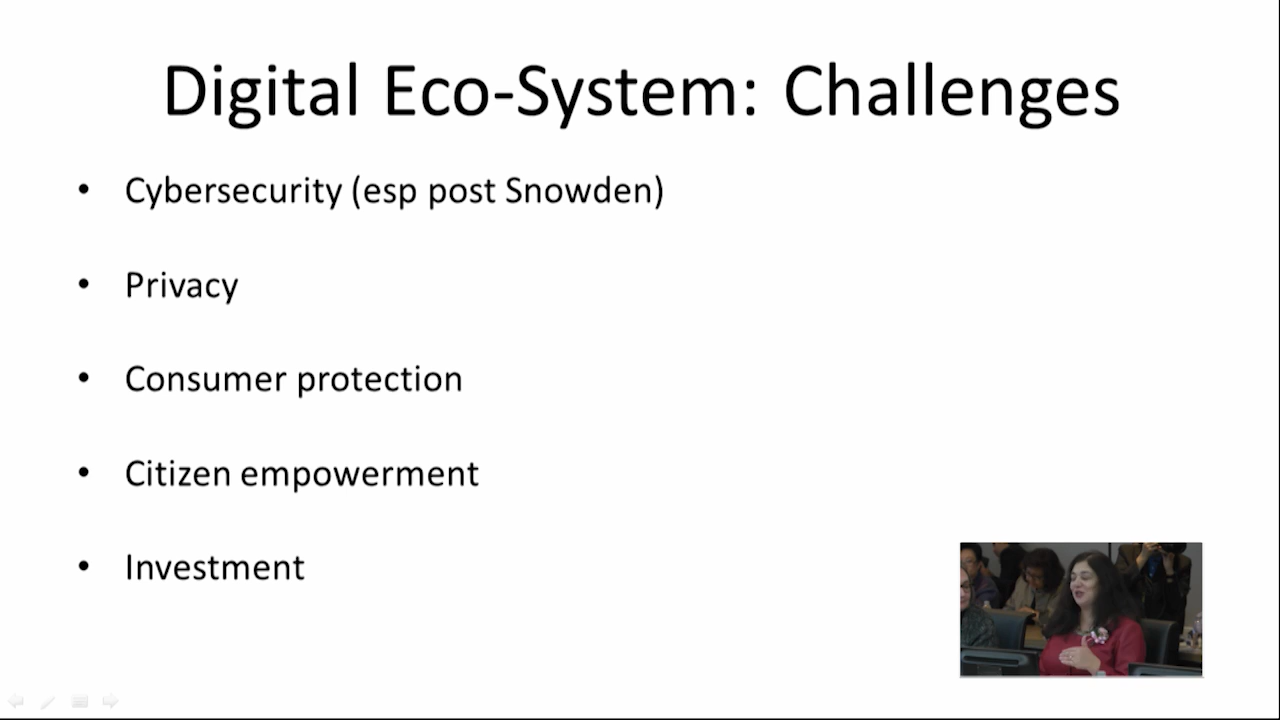 Digital Eco-System: Challenges
• Cybersecurity (esp post Snowden)
• Privacy
• Consumer protection
• Citizen empowerment
• Investment